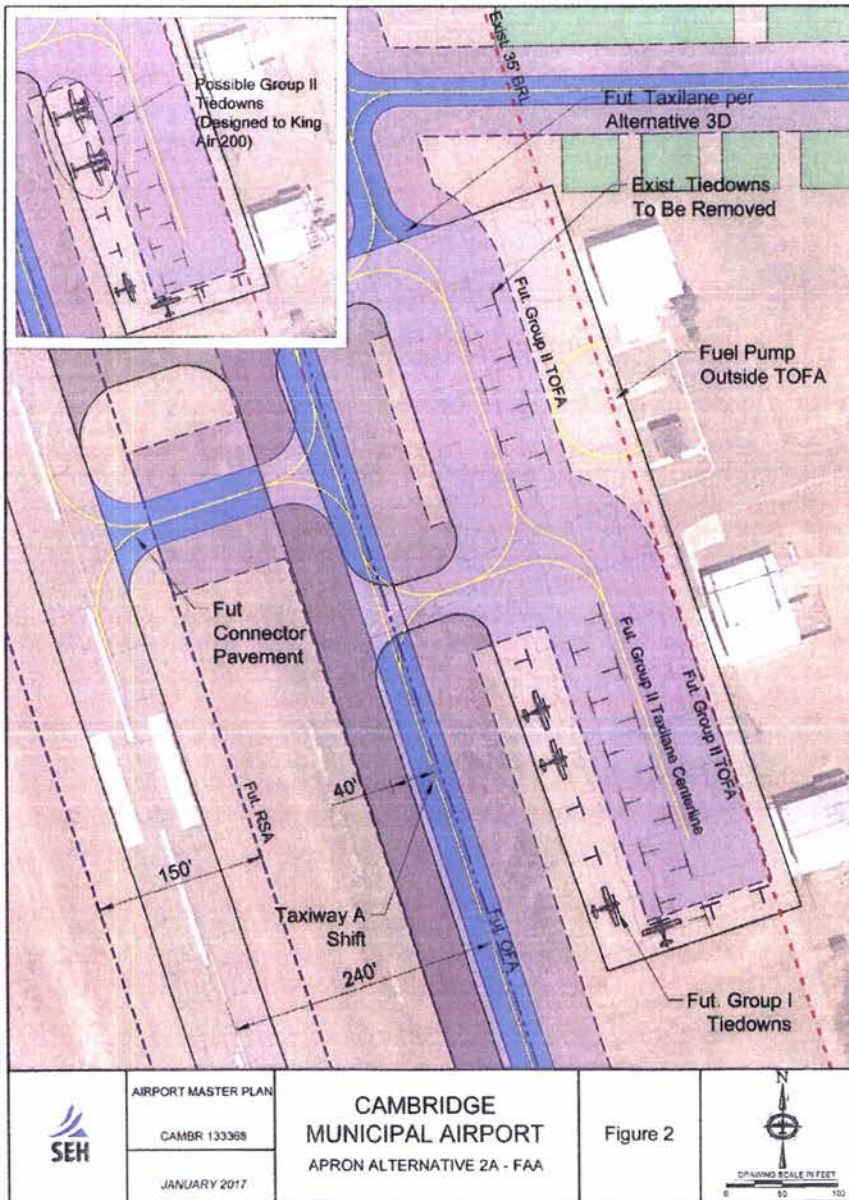 Possible Group II
Tiedowns
(Designed to King
Air 200)
Exist. 35' BRL
Fut. Taxilane per
Alternative 3D
Exist. Tiedowns
To Be Removed
Fut. Group II TOFA
Fuel Pump
Outside TOFA
Fut
Connector
Pavement
Fut. Group II Taxilane Centerline
Fut. Group II TOFA
Fut. RSA
40'
150'
Taxiway A
Shift
240'
Fut. OFA
Fut. Group I
Tiedowns
SEH
AIRPORT MASTER PLAN
CAMBR 133368
JANUARY 2017
CAMBRIDGE
MUNICIPAL AIRPORT
APRON ALTERNATIVE 2A - FAA
Figure 2
N
DRAWING SCALE IN FEET
0 50 100